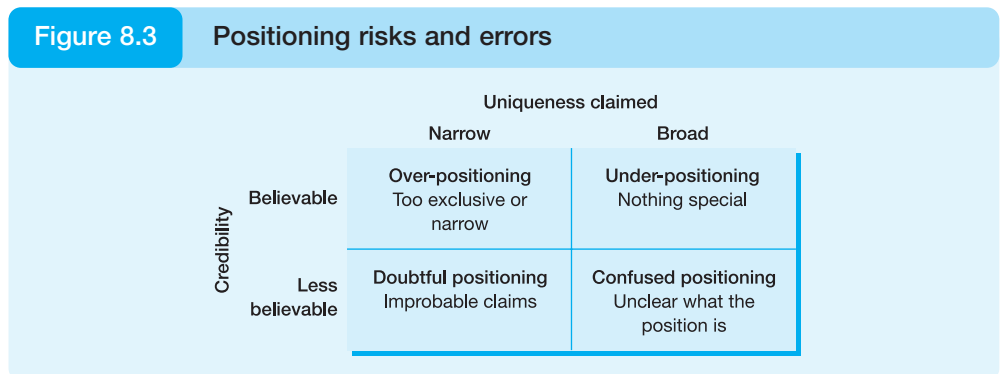 Figure 8.3 Positioning risks and errors
Uniqueness claimed
Narrow Broad
Credibility
Believable
Over-positioning
Too exclusive or
narrow
Under-positioning
Nothing special
Less
believable
Doubtful positioning
Improbable claims
Confused positioning
Unclear what the
position is